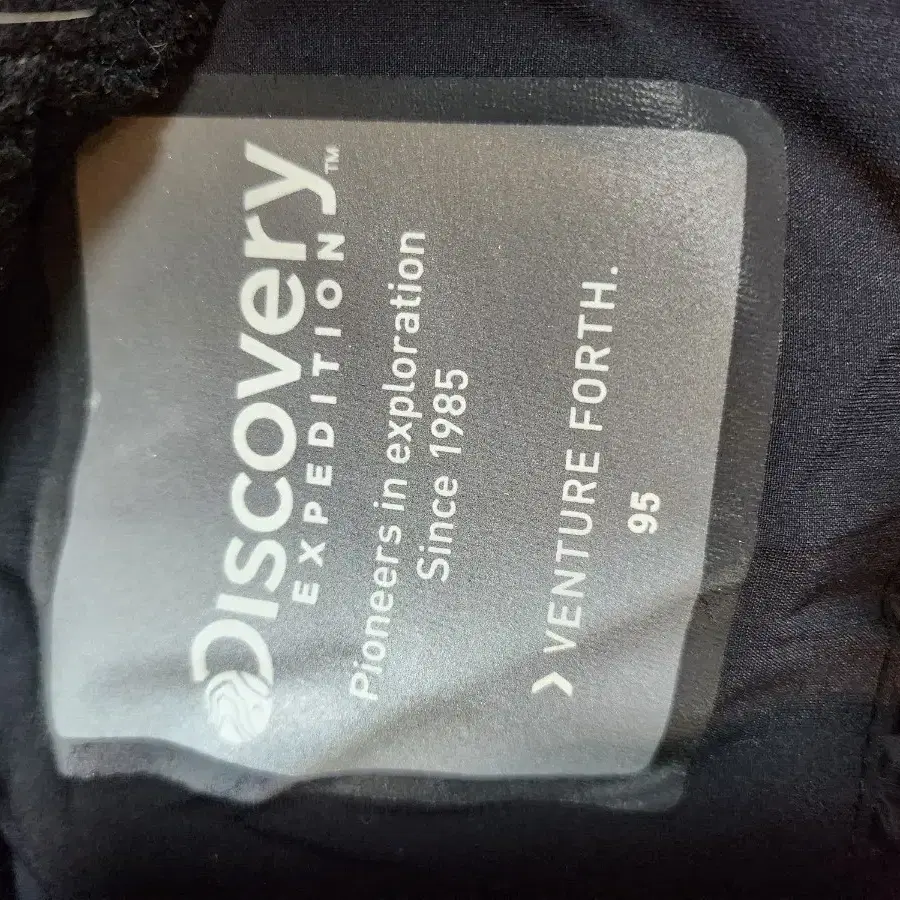 Discovery™
EXPEDITION
Pioneers in exploration
Since 1985
❯ VENTURE FORTH.
95